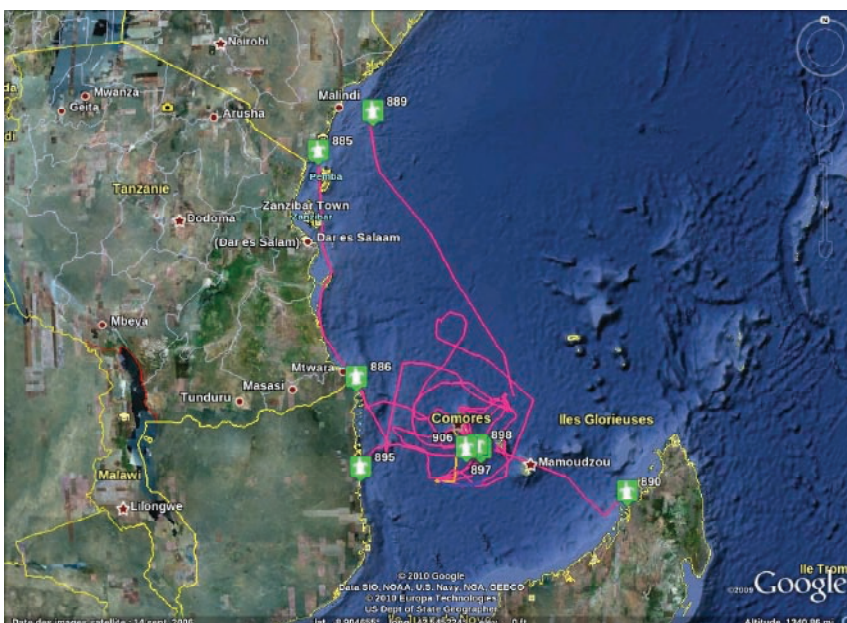 N
Nairobi
Mwanza
Geita
Arusha
Malindi
889
885
Pemba
Tanzanie
Zanzibar Town
Zanzibar
Dodoma
(Dar es Salam)
Dar es Salaam
Mbeya
Mtwara
886
Masasi
Tunduru
Comores
Iles Glorieuses
906
898
895
897
Mamoudzou
Malawi
890
Lilongwe
Ile Trom
© 2010 Google
Data SIO, NOAA, U.S. Navy, NGA, GEBCO
© 2010 Europa Technologies
US Dept of State Geographer
©2009 Google